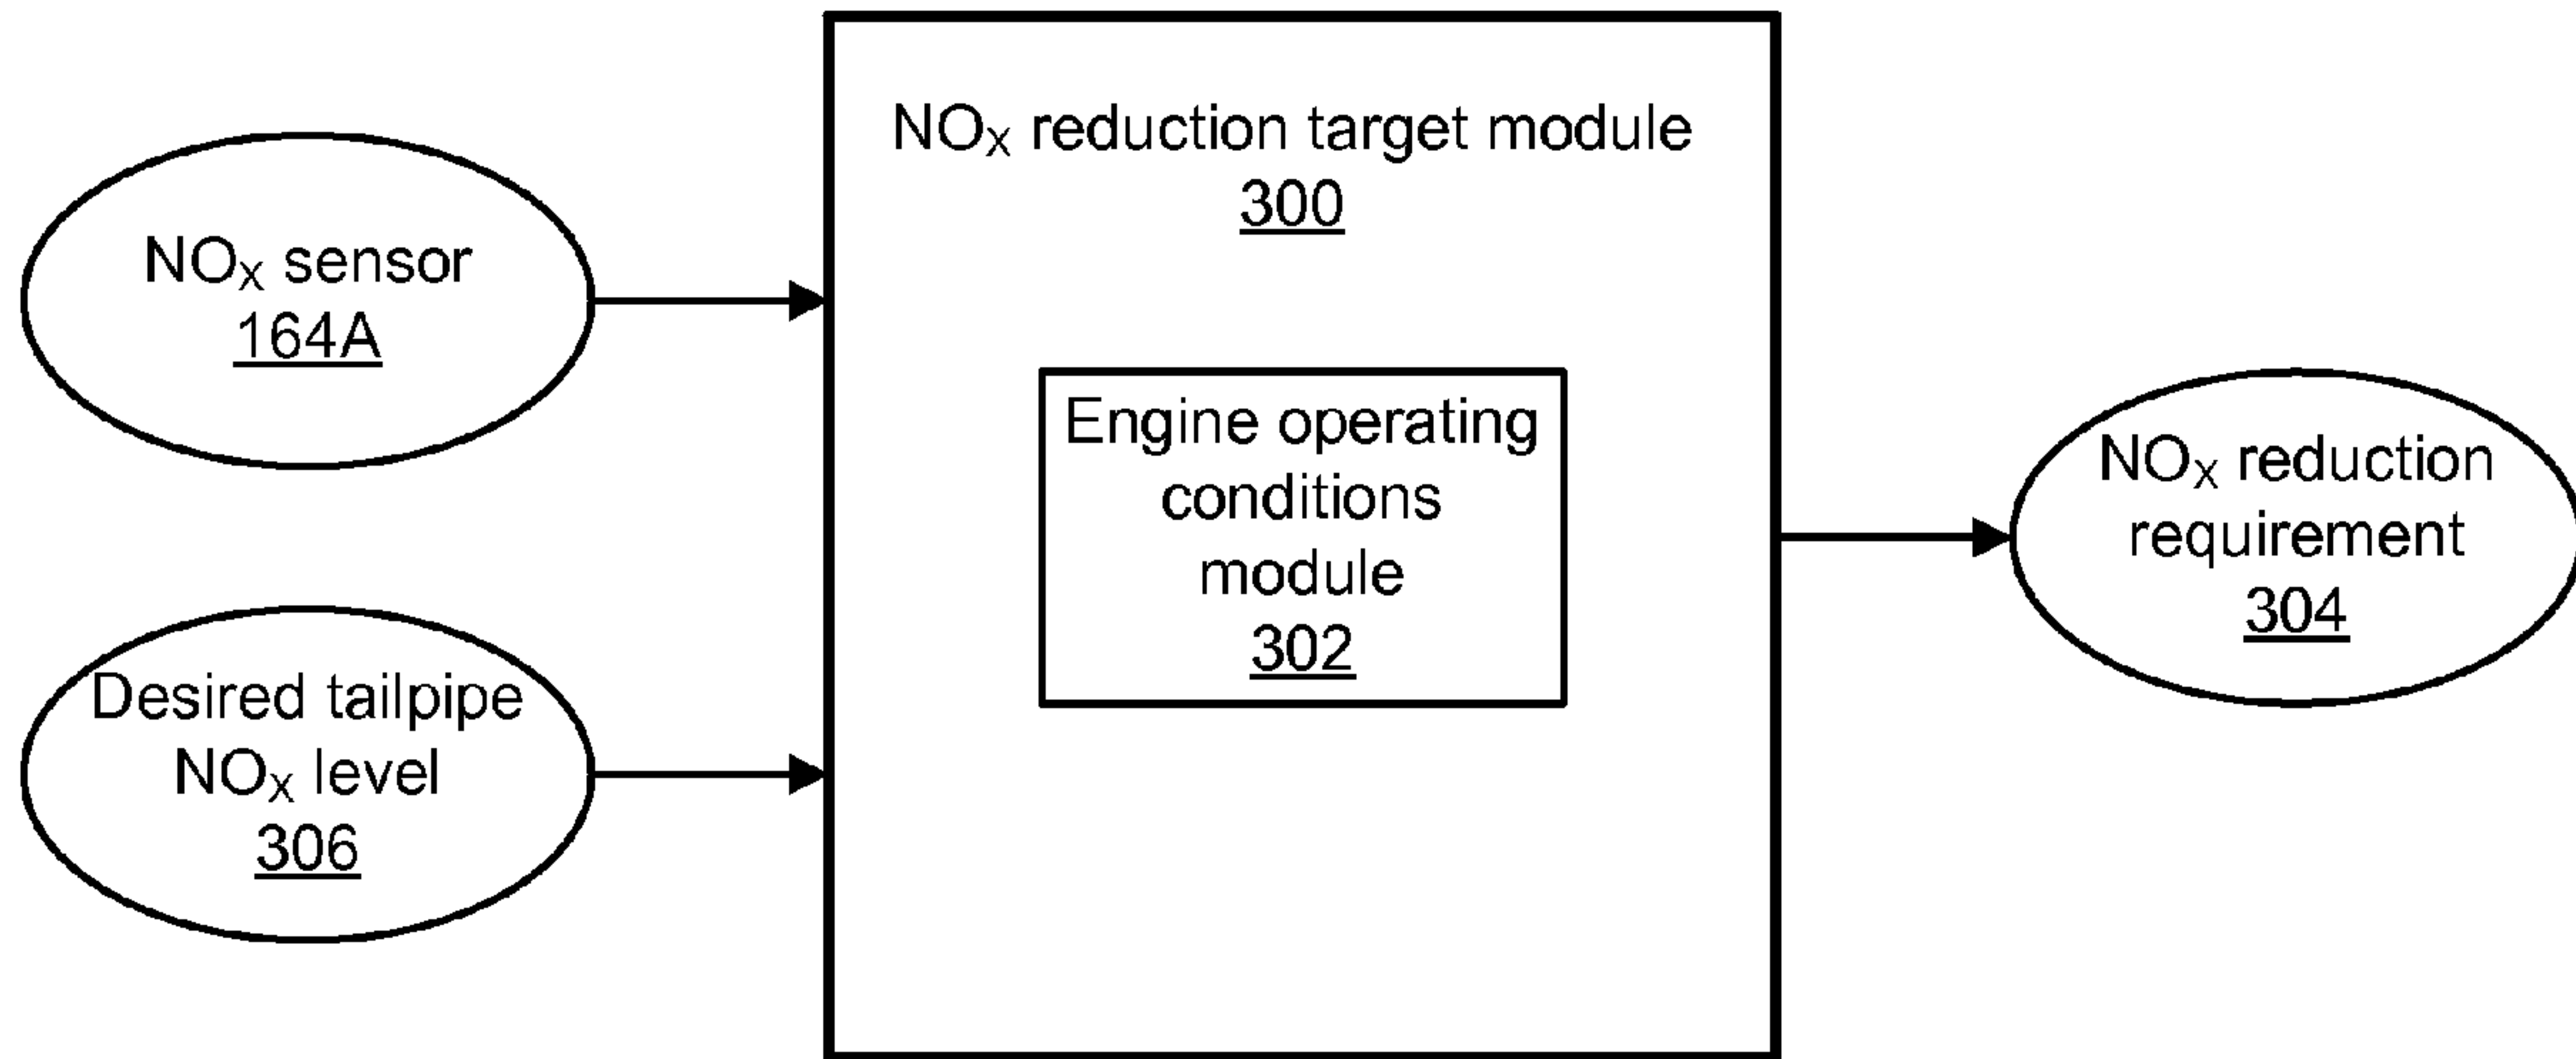 NOX sensor
164A
Desired tailpipe
NOX level
306
NOX reduction target module
300
Engine operating
conditions
module
302
NOX reduction
requirement
304